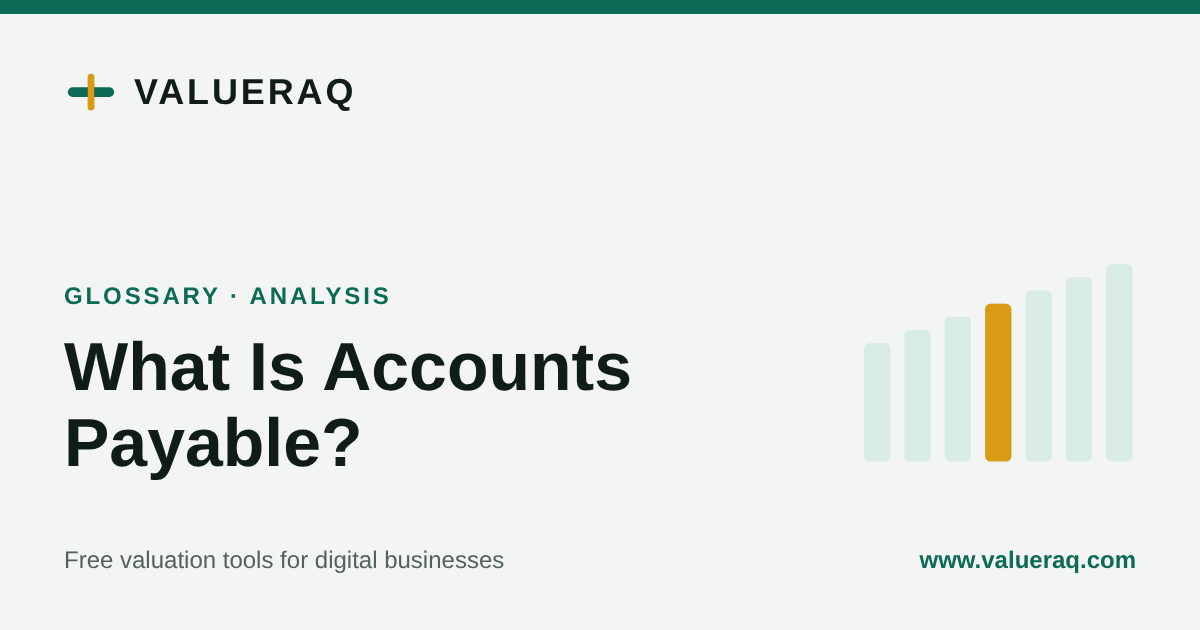 VALUERAQ
GLOSSARY · ANALYSIS
What Is Accounts
Payable?
Free valuation tools for digital businesses
www.valueraq.com